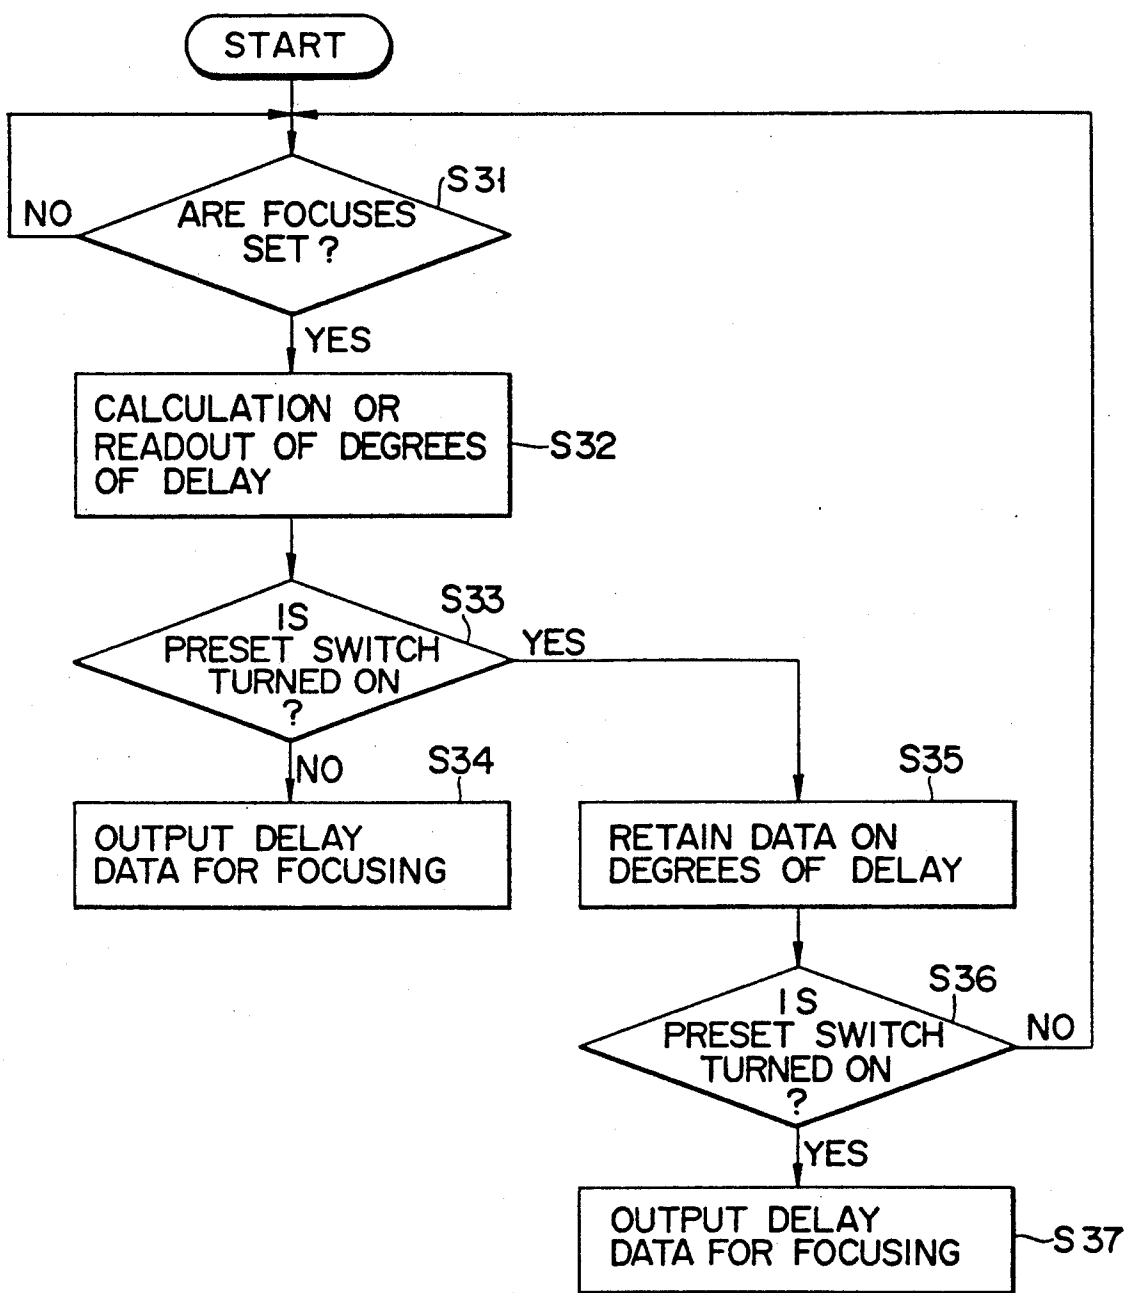 START
S31
NO
ARE FOCUSES
SET?
YES
CALCULATION OR
READOUT OF DEGREES
OF DELAY
S32
S33
IS
PRESET SWITCH
TURNED ON
?
YES
NO
S34
OUTPUT DELAY
DATA FOR FOCUSING
S35
RETAIN DATA ON
DEGREES OF DELAY
S36
IS
PRESET SWITCH
TURNED ON
?
NO
YES
OUTPUT DELAY
DATA FOR FOCUSING
S37